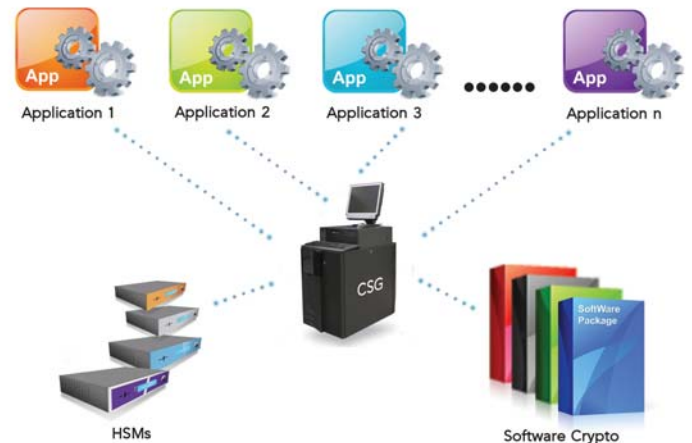 App
App
App
App
Application 1
Application 2
Application 3
Application n
CSG
SoftWare
Package
HSMs
Software Crypto